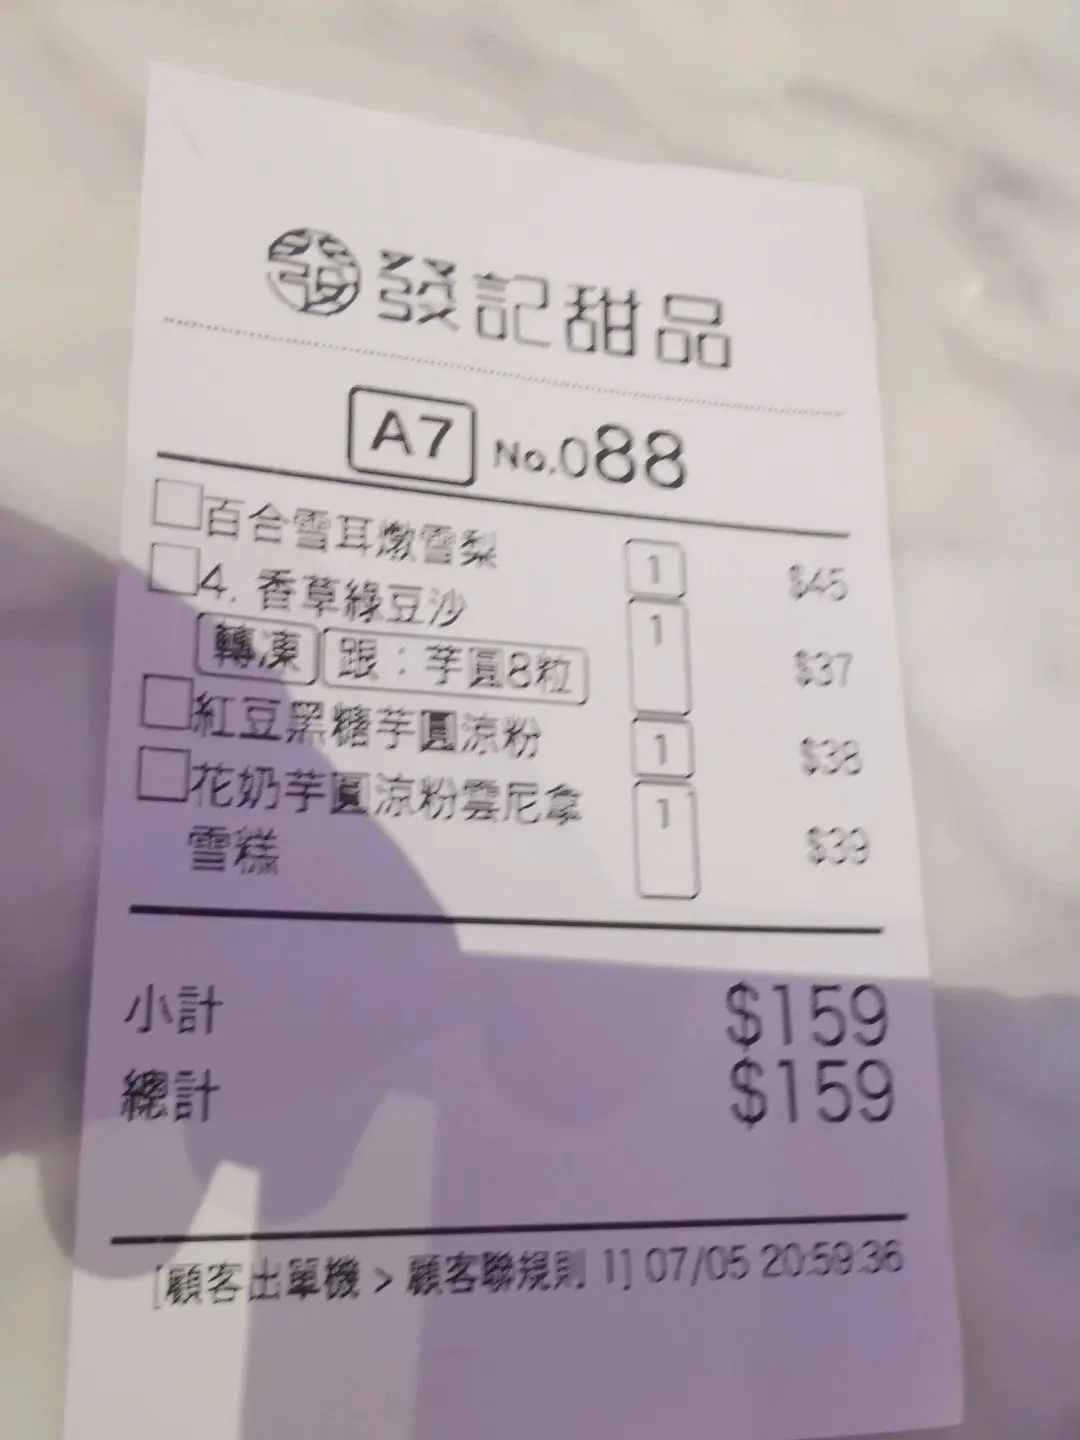 發 發記甜品
A7 No.088
百合雪耳燉雪梨 1 $45
4. 香草綠豆沙 1 $37
轉凍 跟：芋圓8粒
紅豆黑糖芋圓涼粉 1 $38
花奶芋圓涼粉雲尼拿 1 $39
雪糕
小計 $159
總計 $159
[顧客出單機 > 顧客聯規則 1] 07/05 20:59:36